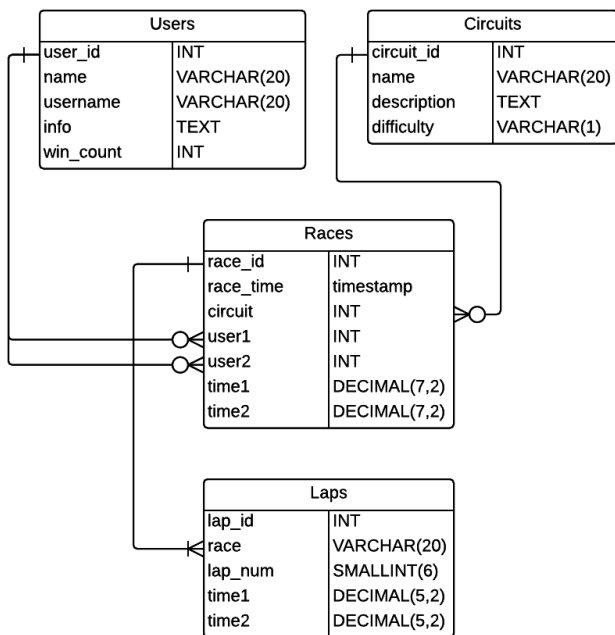 Users
user_id INT
name VARCHAR(20)
username VARCHAR(20)
info TEXT
win_count INT
Circuits
circuit_id INT
name VARCHAR(20)
description TEXT
difficulty VARCHAR(1)
Races
race_id INT
race_time timestamp
circuit INT
user1 INT
user2 INT
time1 DECIMAL(7,2)
time2 DECIMAL(7,2)
Laps
lap_id INT
race VARCHAR(20)
lap_num SMALLINT(6)
time1 DECIMAL(5,2)
time2 DECIMAL(5,2)